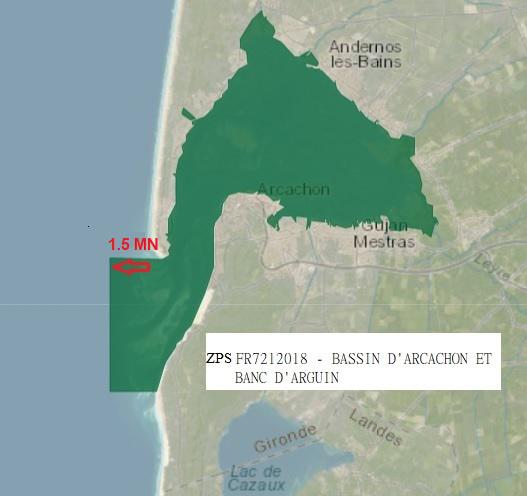 Andernos
les-Bains
Arcachon
Gujan
Mestras
1.5 MN
Leyre
ZPS FR7212018 - BASSIN D'ARCACHON ET
BANC D'ARGUIN
Gironde
Landes
Lac de
Cazaux